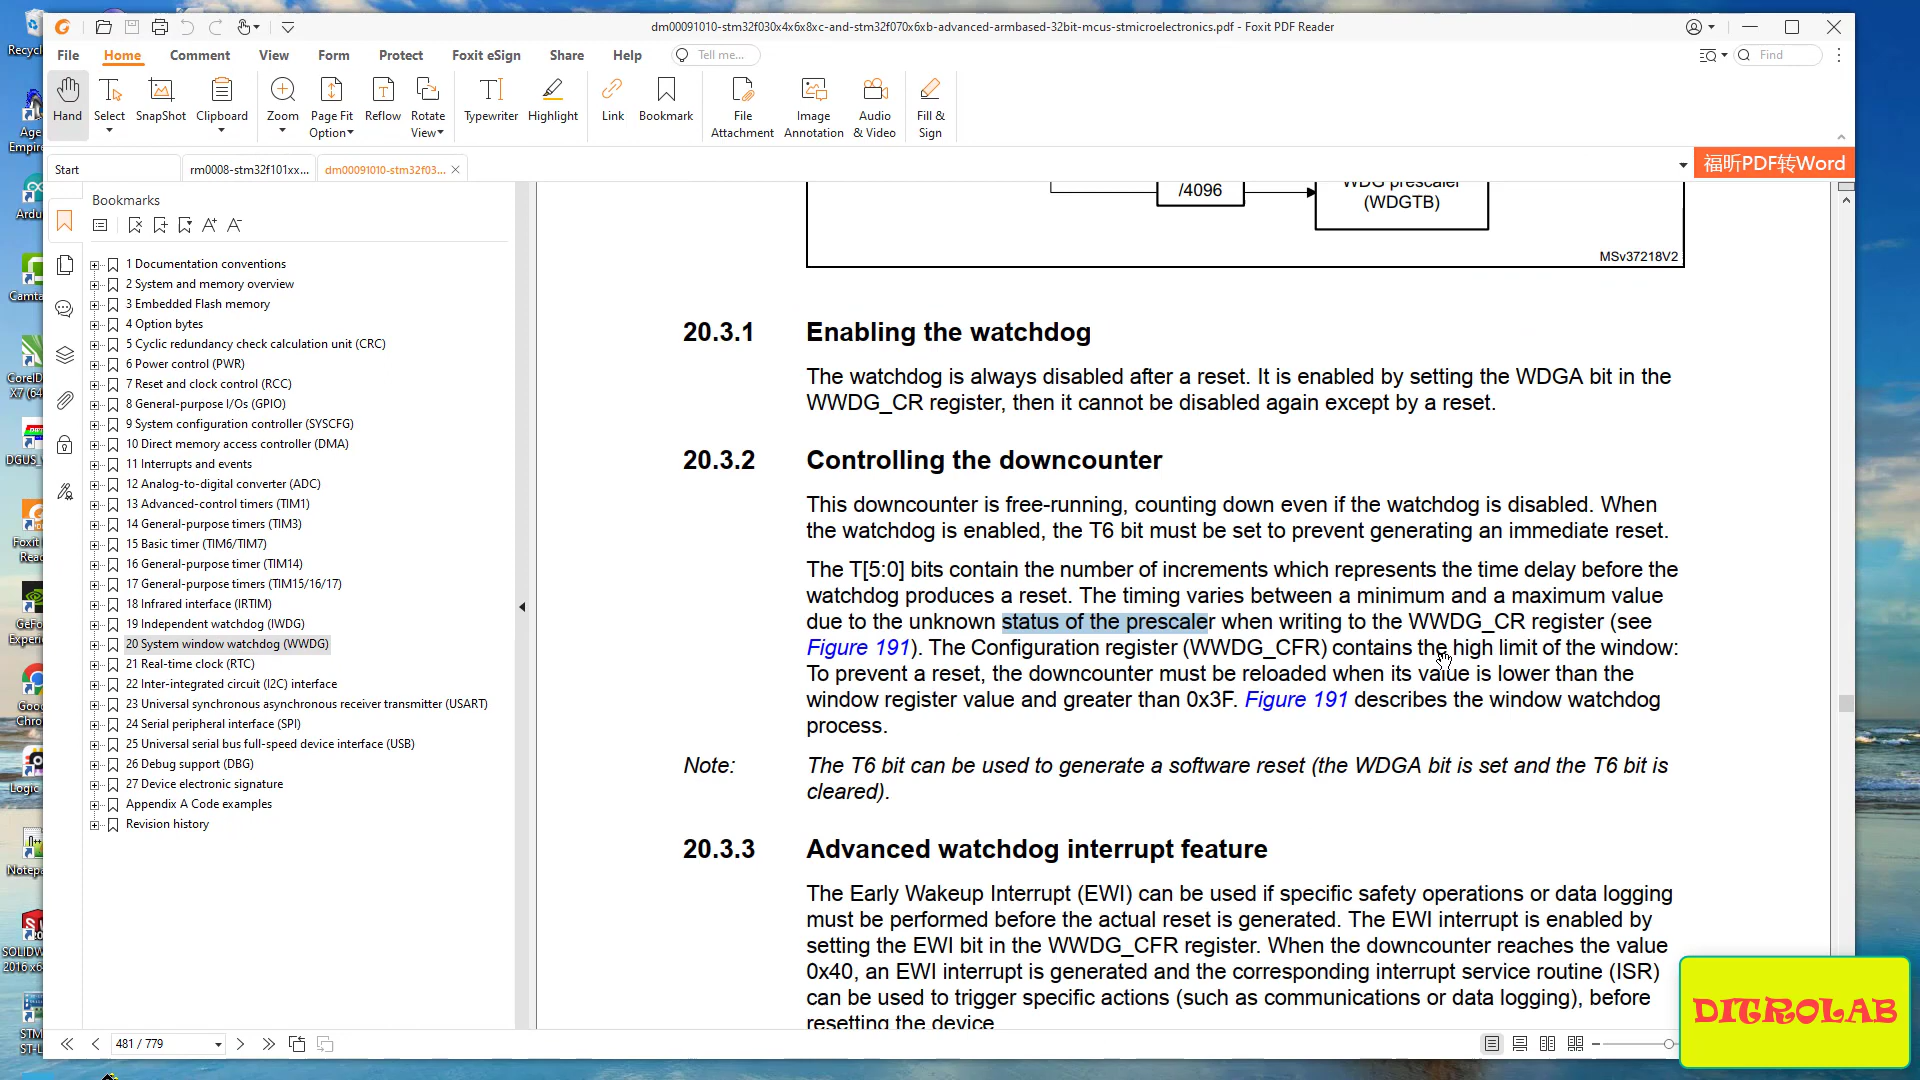 dm00091010-stm32f030x4x6x8xc-and-stm32f070x6xb-advanced-armbased-32bit-mcus-stmicroelectronics.pdf - Foxit PDF Reader
File Home Comment View Form Protect Foxit eSign Share Help Tell me... Find
Hand Select SnapShot Clipboard Zoom Page Fit Option Reflow Rotate View Typewriter Highlight Link Bookmark File Attachment Image Annotation Audio & Video Fill & Sign
Start rm0008-stm32f101xx... dm00091010-stm32f03... 福昕PDF转Word
Bookmarks
1 Documentation conventions
2 System and memory overview
3 Embedded Flash memory
4 Option bytes
5 Cyclic redundancy check calculation unit (CRC)
6 Power control (PWR)
7 Reset and clock control (RCC)
8 General-purpose I/Os (GPIO)
9 System configuration controller (SYSCFG)
10 Direct memory access controller (DMA)
11 Interrupts and events
12 Analog-to-digital converter (ADC)
13 Advanced-control timers (TIM1)
14 General-purpose timers (TIM3)
15 Basic timer (TIM6/TIM7)
16 General-purpose timer (TIM14)
17 General-purpose timers (TIM15/16/17)
18 Infrared interface (IRTIM)
19 Independent watchdog (IWDG)
20 System window watchdog (WWDG)
21 Real-time clock (RTC)
22 Inter-integrated circuit (I2C) interface
23 Universal synchronous asynchronous receiver transmitter (USART)
24 Serial peripheral interface (SPI)
25 Universal serial bus full-speed device interface (USB)
26 Debug support (DBG)
27 Device electronic signature
Appendix A Code examples
Revision history
/4096
WDG prescaler
(WDGTB)
MSv37218V2
20.3.1 Enabling the watchdog
The watchdog is always disabled after a reset. It is enabled by setting the WDGA bit in the
WWDG_CR register, then it cannot be disabled again except by a reset.
20.3.2 Controlling the downcounter
This downcounter is free-running, counting down even if the watchdog is disabled. When
the watchdog is enabled, the T6 bit must be set to prevent generating an immediate reset.
The T[5:0] bits contain the number of increments which represents the time delay before the
watchdog produces a reset. The timing varies between a minimum and a maximum value
due to the unknown status of the prescaler when writing to the WWDG_CR register (see
Figure 191). The Configuration register (WWDG_CFR) contains the high limit of the window:
To prevent a reset, the downcounter must be reloaded when its value is lower than the
window register value and greater than 0x3F. Figure 191 describes the window watchdog
process.
Note: The T6 bit can be used to generate a software reset (the WDGA bit is set and the T6 bit is
cleared).
20.3.3 Advanced watchdog interrupt feature
The Early Wakeup Interrupt (EWI) can be used if specific safety operations or data logging
must be performed before the actual reset is generated. The EWI interrupt is enabled by
setting the EWI bit in the WWDG_CFR register. When the downcounter reaches the value
0x40, an EWI interrupt is generated and the corresponding interrupt service routine (ISR)
can be used to trigger specific actions (such as communications or data logging), before
resetting the device
481 / 779
DITROLAB